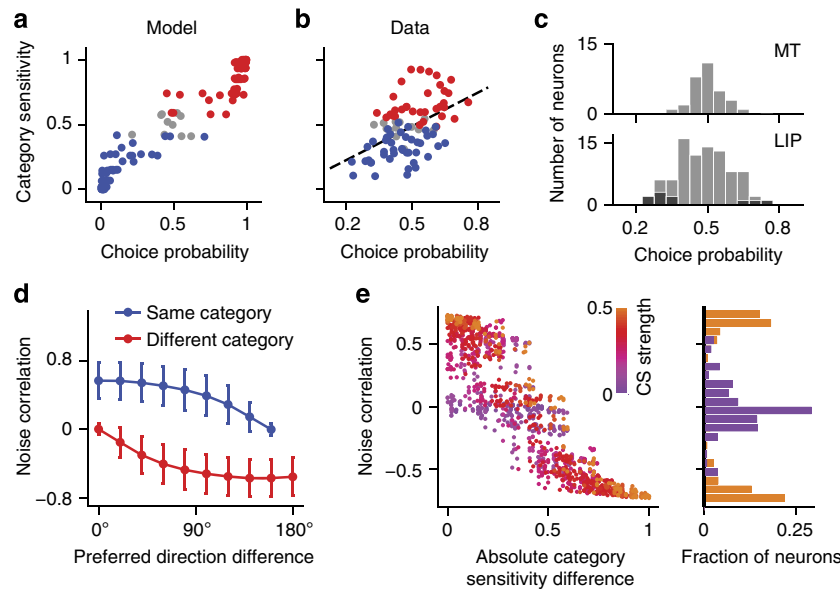 a
Model
Category sensitivity
1
0.5
0
0
0.5
1
Choice probability
b
Data
0.2
0.5
0.8
Choice probability
c
Number of neurons
15
MT
0
15
LIP
0
0.2
0.5
0.8
Choice probability
d
Same category
Different category
Noise correlation
0.8
0
−0.8
0°
90°
180°
Preferred direction difference
e
Noise correlation
0.5
0
−0.5
0.5
0
CS strength
0
0.5
1
Absolute category
sensitivity difference
0
0.25
Fraction of neurons